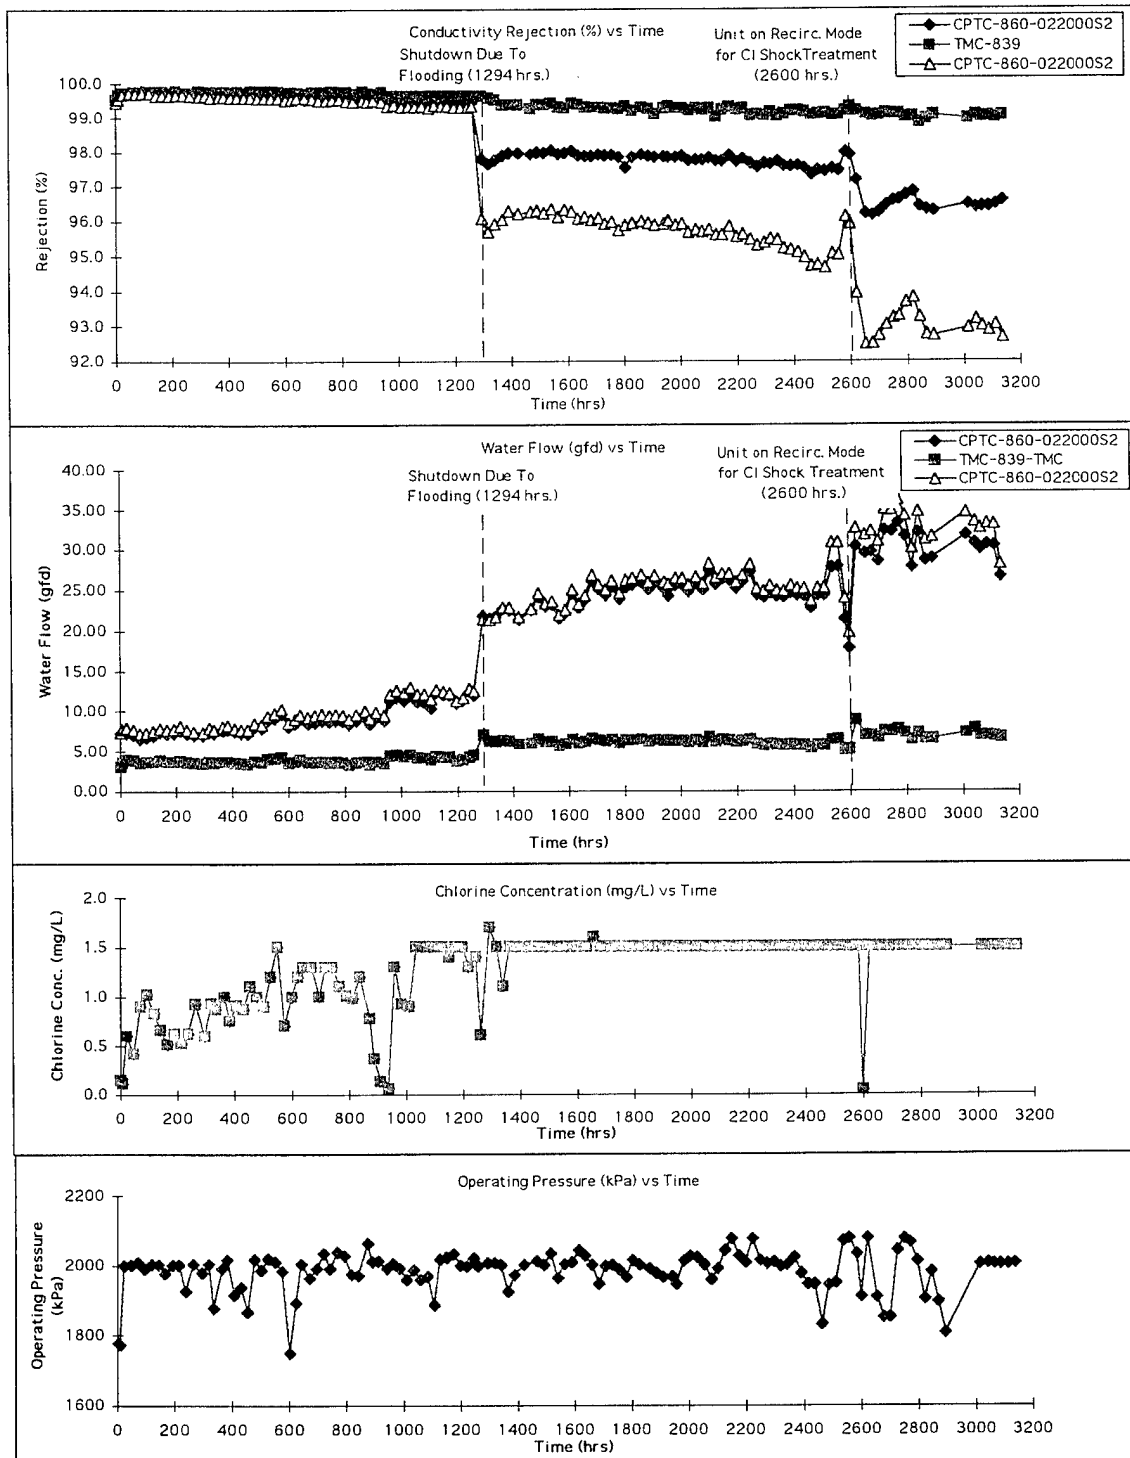 Conductivity Rejection (%) vs Time
Shutdown Due To
Flooding (1294 hrs.)
Unit on Recirc. Mode
for Cl Shock Treatment
(2600 hrs.)
CPTC-860-022000S2
TMC-839
CPTC-860-022000S2
Rejection (%)
100.0
99.0
98.0
97.0
96.0
95.0
94.0
93.0
92.0
0 200 400 600 800 1000 1200 1400 1600 1800 2000 2200 2400 2600 2800 3000 3200
Time (hrs)
Water Flow (gfd) vs Time
Shutdown Due To
Flooding (1294 hrs.)
Unit on Recirc. Mode
for Cl Shock Treatment
(2600 hrs.)
CPTC-860-022000S2
TMC-839-TMC
CPTC-860-022000S2
Water Flow (gfd)
40.00
35.00
30.00
25.00
20.00
15.00
10.00
5.00
0.00
0 200 400 600 800 1000 1200 1400 1600 1800 2000 2200 2400 2600 2800 3000 3200
Time (hrs)
Chlorine Concentration (mg/L) vs Time
Chlorine Conc. (mg/L)
2.0
1.5
1.0
0.5
0.0
0 200 400 600 800 1000 1200 1400 1600 1800 2000 2200 2400 2600 2800 3000 3200
Time (hrs)
Operating Pressure (kPa) vs Time
Operating Pressure
(kPa)
2200
2000
1800
1600
0 200 400 600 800 1000 1200 1400 1600 1800 2000 2200 2400 2600 2800 3000 3200
Time (hrs)